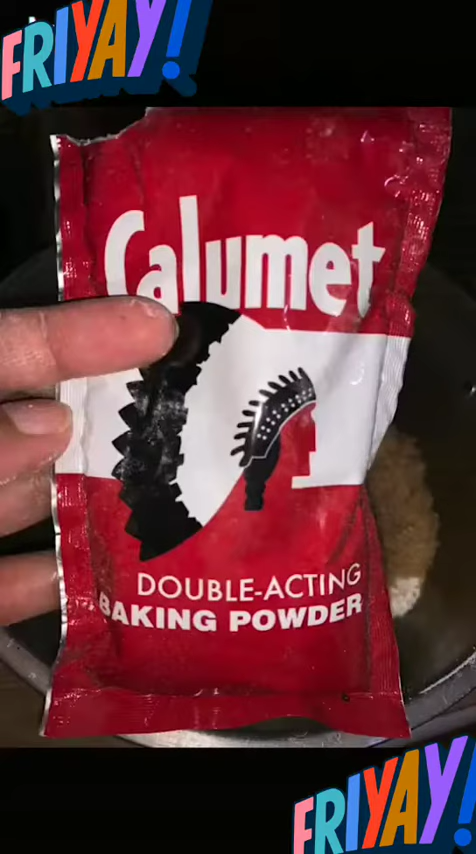 FRIYAY!
Calumet
DOUBLE-ACTING
BAKING POWDER
FRIYAY!